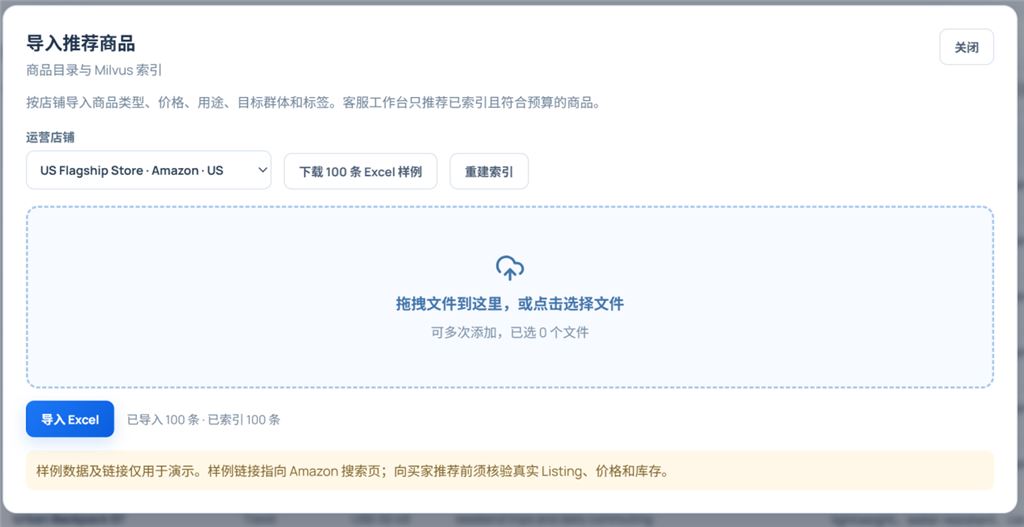 导入推荐商品
关闭
商品目录与 Milvus 索引
按店铺导入商品类型、价格、用途、目标群体和标签。客服工作台只推荐已索引且符合预算的商品。
运营店铺
US Flagship Store · Amazon · US
下载 100 条 Excel 样例
重建索引
拖拽文件到这里，或点击选择文件
可多次添加，已选 0 个文件
导入 Excel
已导入 100 条 · 已索引 100 条
样例数据及链接仅用于演示。样例链接指向 Amazon 搜索页；向买家推荐前须核验真实 Listing、价格和库存。